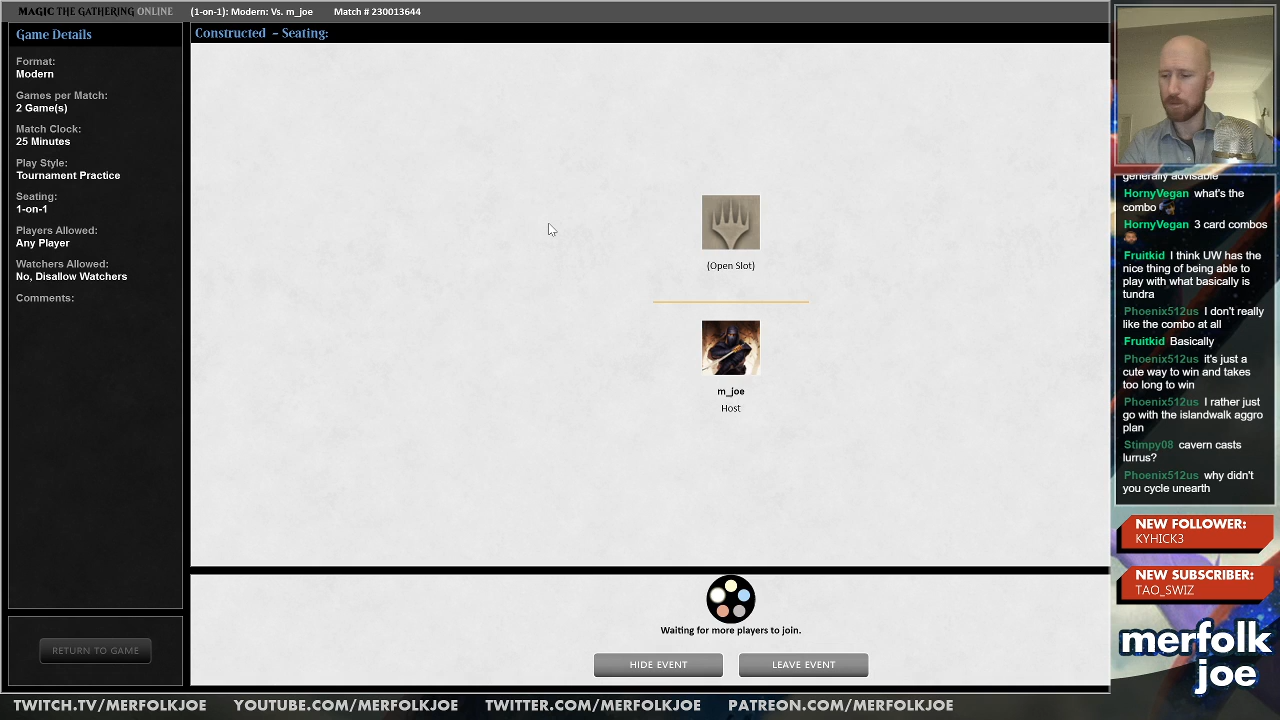 MAGIC THE GATHERING ONLINE
(1-on-1): Modern: Vs. m_joe
Match # 230013644
Game Details
Format:
Modern
Games per Match:
2 Game(s)
Match Clock:
25 Minutes
Play Style:
Tournament Practice
Seating:
1-on-1
Players Allowed:
Any Player
Watchers Allowed:
No, Disallow Watchers
Comments:
RETURN TO GAME
Constructed - Seating:
(Open Slot)
m_joe
Host
Waiting for more players to join.
HIDE EVENT
LEAVE EVENT
generally advisable
HornyVegan what's the
combo
HornyVegan 3 card combos
Fruitkid I think UW has the
nice thing of being able to
play with what basically is
tundra
Phoenix512us I don't really
like the combo at all
Fruitkid Basically
Phoenix512us it's just a
cute way to win and takes
too long to win
Phoenix512us I rather just
go with the islandwalk aggro
plan
Stimpy08 cavern casts
lurrus?
Phoenix512us why didn't
you cycle unearth
NEW FOLLOWER:
KYHICK3
NEW SUBSCRIBER:
TAO_SWIZ
merfolk
joe
TWITCH.TV/MERFOLKJOE
YOUTUBE.COM/MERFOLKJOE
TWITTER.COM/MERFOLKJOE
PATREON.COM/MERFOLKJOE